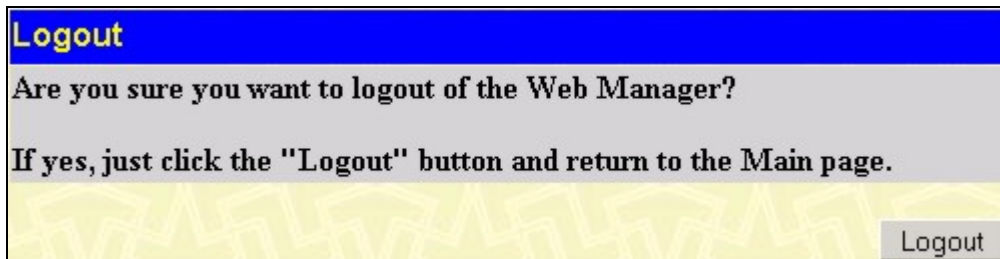 Logout
Are you sure you want to logout of the Web Manager?
If yes, just click the "Logout" button and return to the Main page.
Logout